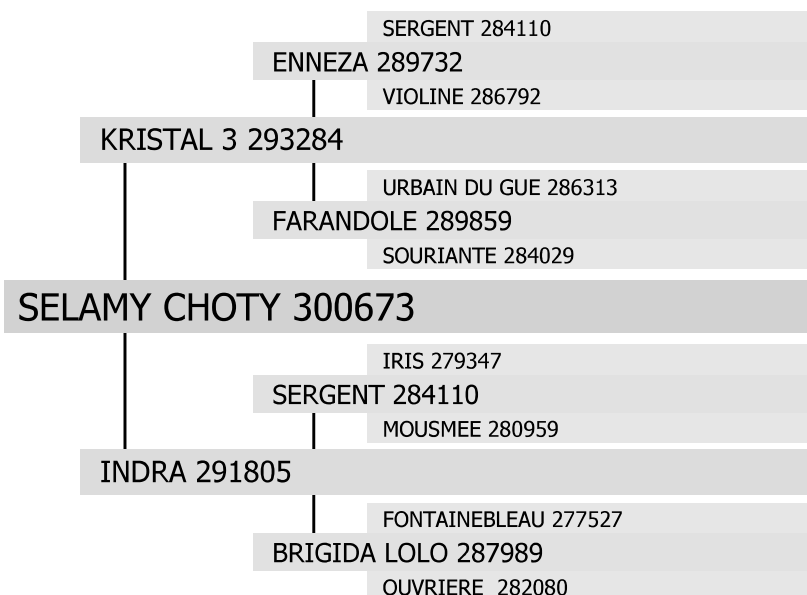 SERGENT 284110
ENNEZA 289732
VIOLINE 286792
KRISTAL 3 293284
URBAIN DU GUE 286313
FARANDOLE 289859
SOURIANTE 284029
SELAMY CHOTY 300673
IRIS 279347
SERGENT 284110
MOUSMEE 280959
INDRA 291805
FONTAINEBLEAU 277527
BRIGIDA LOLO 287989
OUVRIERE 282080